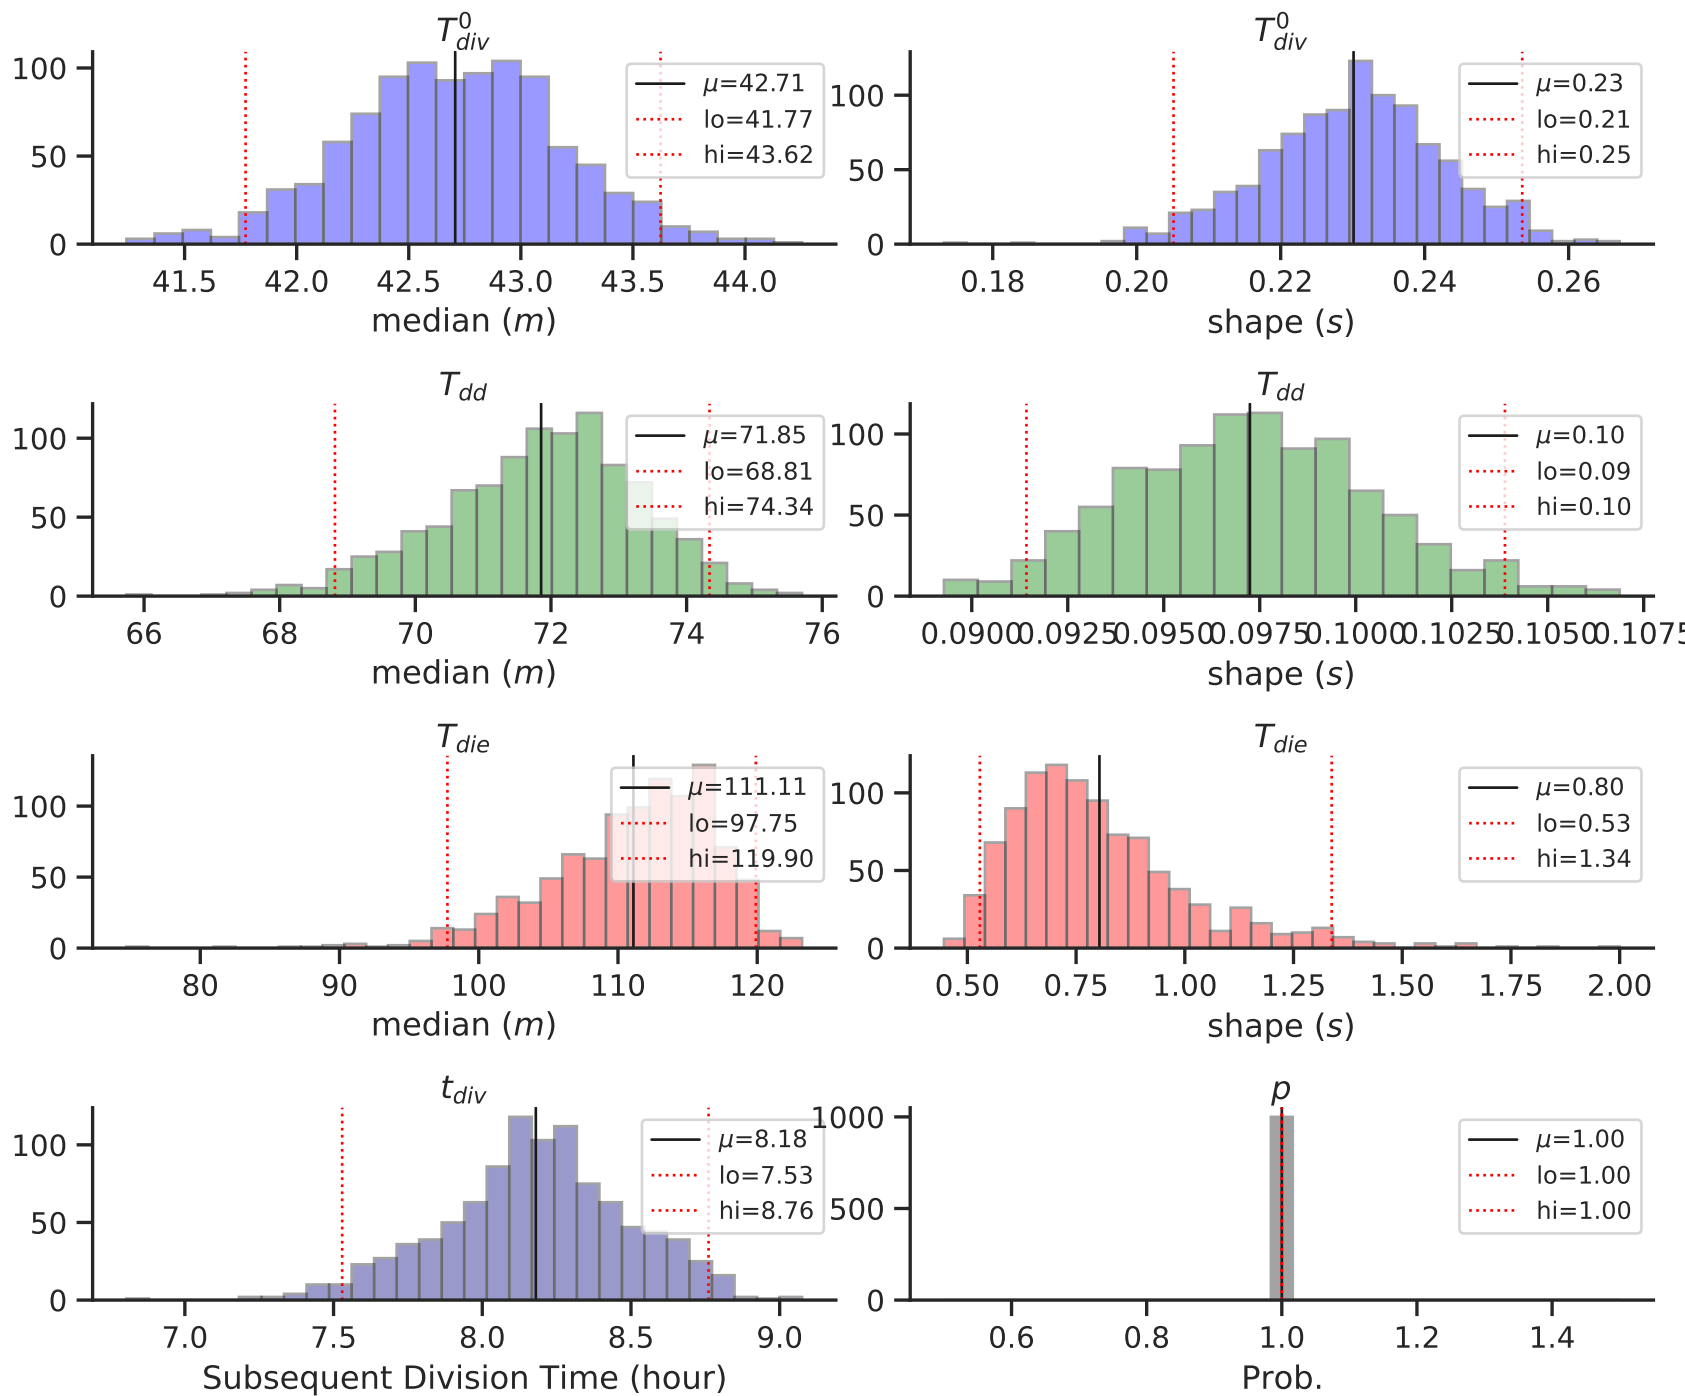 T⁰div
100
50
0
μ=42.71
lo=41.77
hi=43.62
41.5 42.0 42.5 43.0 43.5 44.0
median (m)
T⁰div
100
50
0
μ=0.23
lo=0.21
hi=0.25
0.18 0.20 0.22 0.24 0.26
shape (s)
Tdd
100
50
0
μ=71.85
lo=68.81
hi=74.34
66 68 70 72 74 76
median (m)
Tdd
100
50
0
μ=0.10
lo=0.09
hi=0.10
0.0900 0.0925 0.0950 0.0975 0.1000 0.1025 0.1050 0.1075
shape (s)
Tdie
100
50
0
μ=111.11
lo=97.75
hi=119.90
80 90 100 110 120
median (m)
Tdie
100
50
0
μ=0.80
lo=0.53
hi=1.34
0.50 0.75 1.00 1.25 1.50 1.75 2.00
shape (s)
tdiv
100
50
0
μ=8.18
lo=7.53
hi=8.76
7.0 7.5 8.0 8.5 9.0
Subsequent Division Time (hour)
p
1000
500
0
μ=1.00
lo=1.00
hi=1.00
0.6 0.8 1.0 1.2 1.4
Prob.